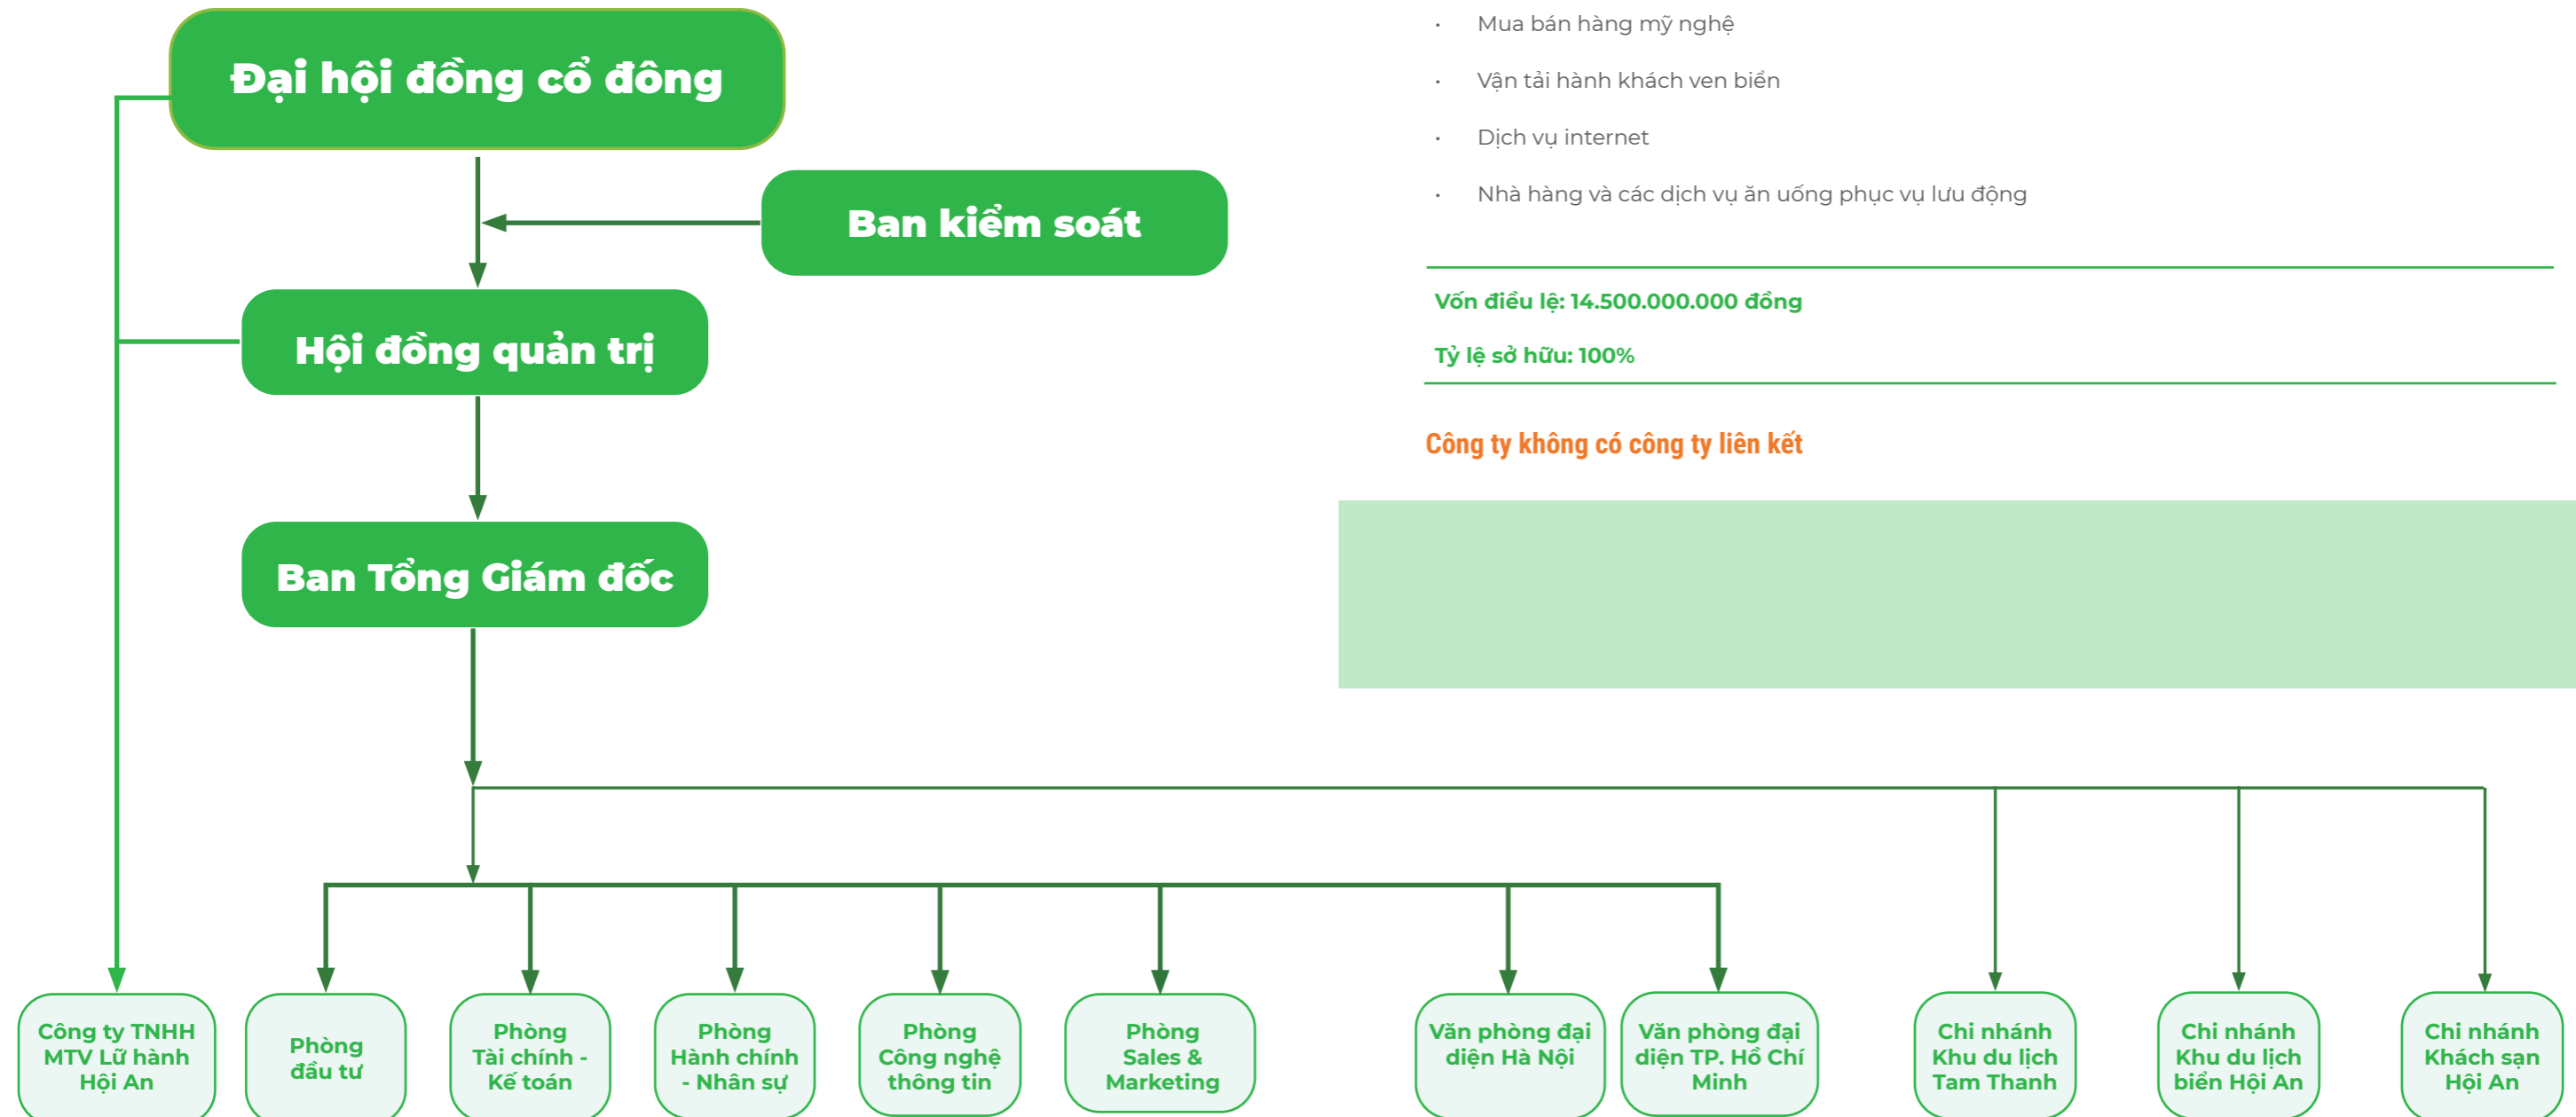 Đại hội đồng cổ đông
Ban kiểm soát
Hội đồng quản trị
Ban Tổng Giám đốc
• Mua bán hàng mỹ nghệ
• Vận tải hành khách ven biển
• Dịch vụ internet
• Nhà hàng và các dịch vụ ăn uống phục vụ lưu động
Vốn điều lệ: 14.500.000.000 đồng
Tỷ lệ sở hữu: 100%
Công ty không có công ty liên kết
Công ty TNHH
MTV Lữ hành
Hội An
Phòng
đầu tư
Phòng
Tài chính -
Kế toán
Phòng
Hành chính
- Nhân sự
Phòng
Công nghệ
thông tin
Phòng
Sales &
Marketing
Văn phòng đại
diện Hà Nội
Văn phòng đại
diện TP. Hồ Chí
Minh
Chi nhánh
Khu du lịch
Tam Thanh
Chi nhánh
Khu du lịch
biển Hội An
Chi nhánh
Khách sạn
Hội An